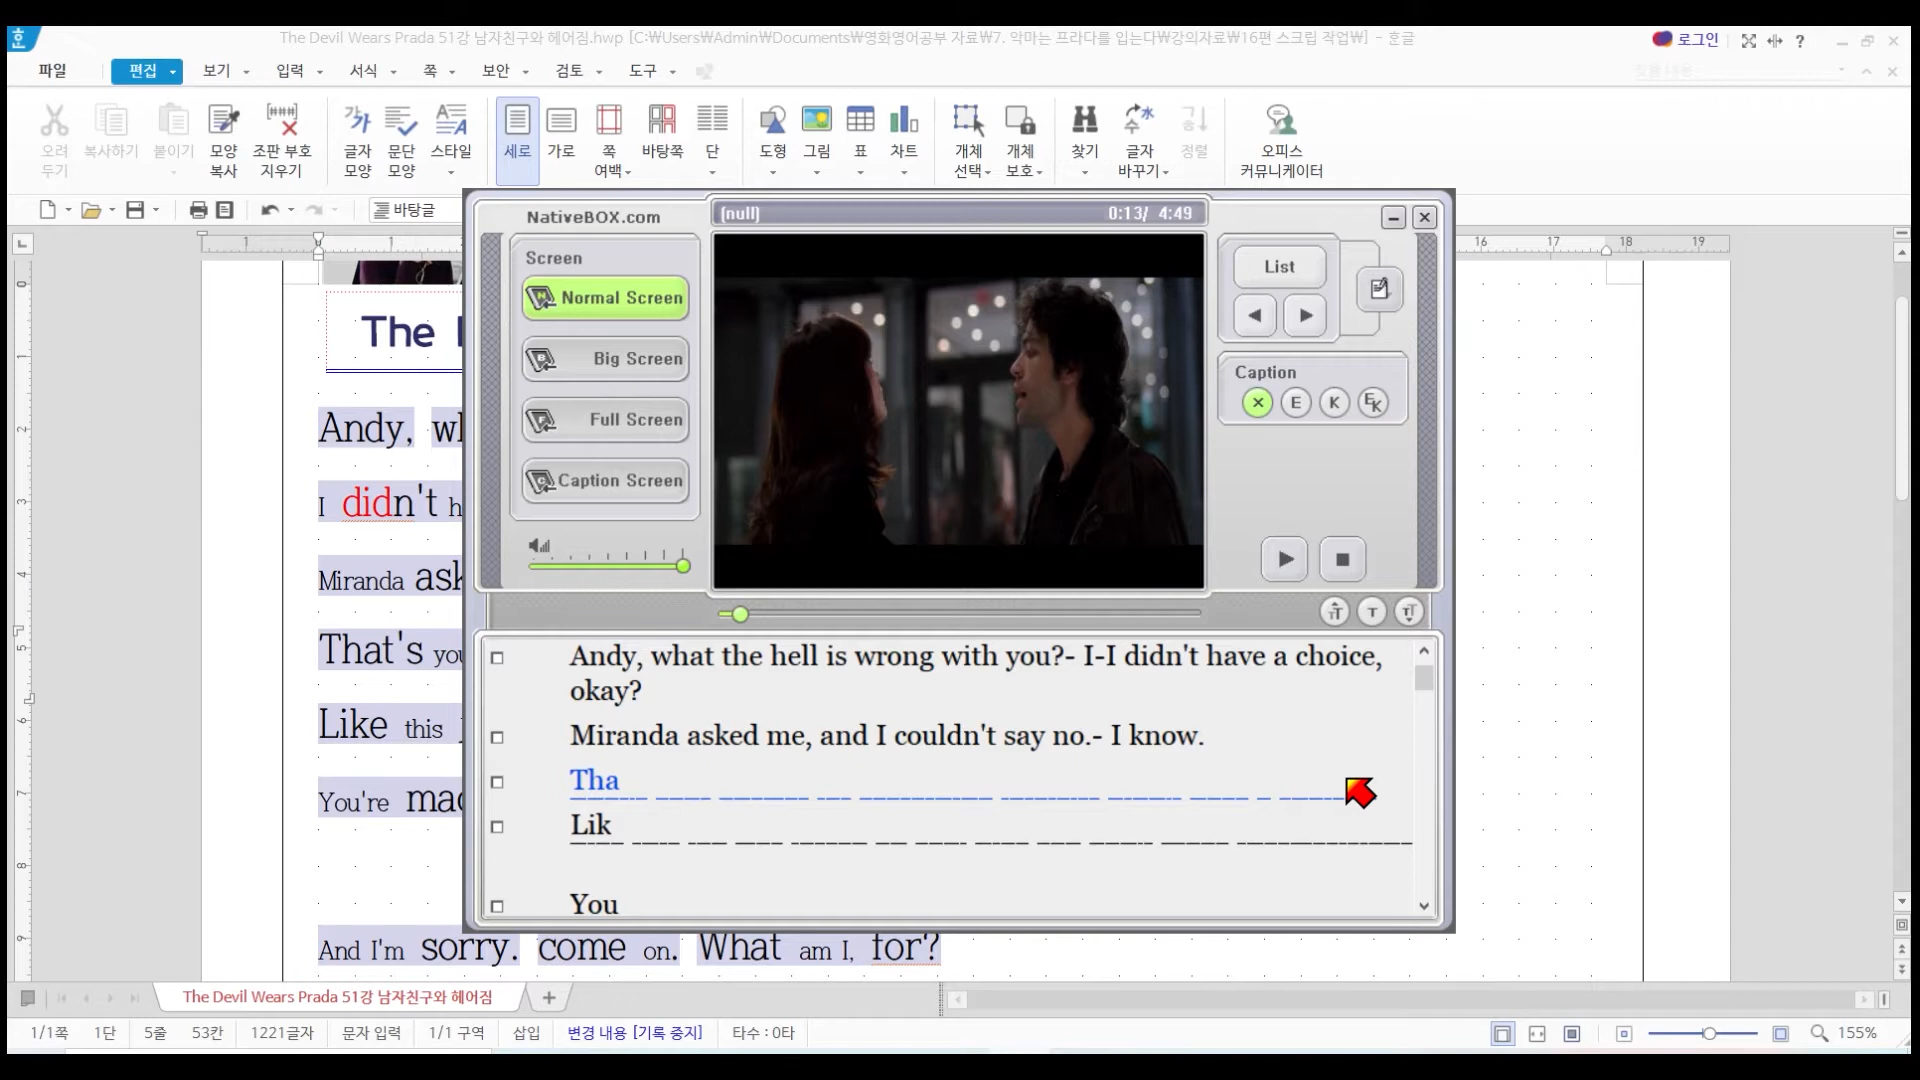 The Devil Wears Prada 51강 남자친구와 헤어짐.hwp [C:₩Users₩Admin₩Documents₩영화영어공부 자료₩7. 악마는 프라다를 입는다₩강의자료₩16편 스크립 작업₩] - 훈글
로그인
파일 편집 보기 입력 서식 쪽 보안 검토 도구
오려 두기 복사하기 붙이기 모양 복사 조판 부호 지우기 글자 모양 문단 모양 스타일 세로 가로 쪽 여백 바탕쪽 단 도형 그림 표 차트 개체 선택 개체 보호 찾기 글자 바꾸기 정렬 오피스 커뮤니케이터
바탕글
NativeBOX.com
(null) 0:13/ 4:49
Screen
Normal Screen
Big Screen
Full Screen
Caption Screen
List
Caption
X E K EK
1 1 16 17 18 19
The
Andy,
I didn't
Miranda
That's
Like this
You're
Andy, what the hell is wrong with you?- I-I didn't have a choice,
okay?
Miranda asked me, and I couldn't say no.- I know.
Tha
Lik
You
And I'm sorry. come on. What am I, for?
The Devil Wears Prada 51강 남자친구와 헤어짐
1/1쪽 1단 5줄 53칸 1221글자 문자 입력 1/1 구역 삽입 변경 내용 [기록 중지] 타수 : 0타 155%